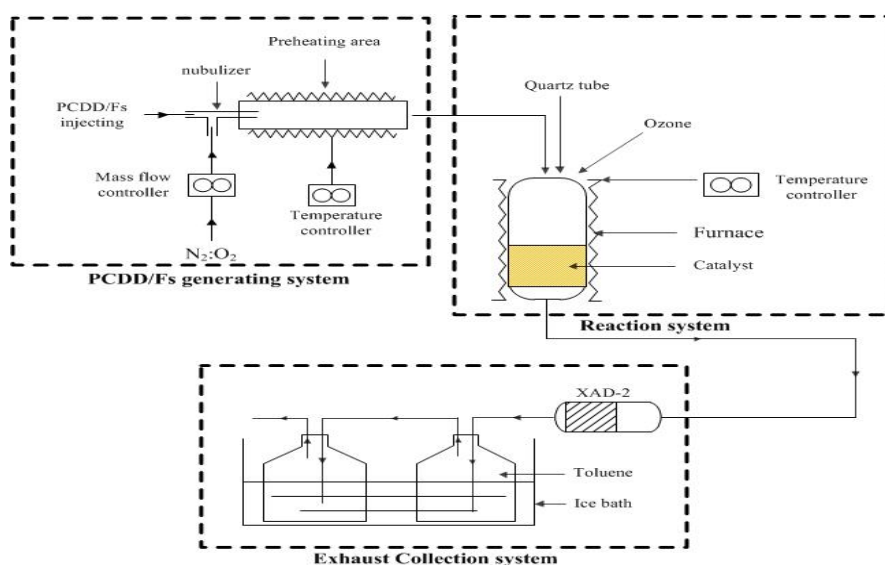 Preheating area
nubulizer
PCDD/Fs
injecting
Mass flow
controller
Temperature
controller
N₂:O₂
PCDD/Fs generating system
Quartz tube
Ozone
Temperature
controller
Furnace
Catalyst
Reaction system
XAD-2
Toluene
Ice bath
Exhaust Collection system